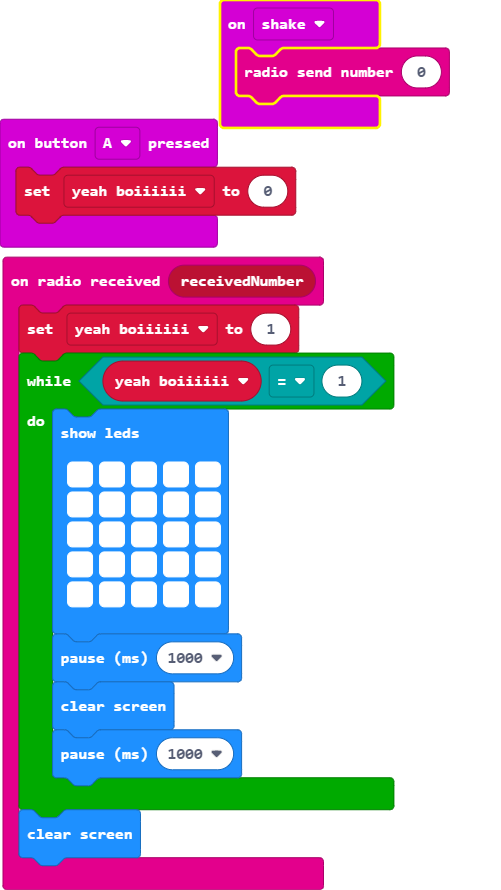 on shake
radio send number 0
on button A pressed
set yeah boiiiiii to 0
on radio received receivedNumber
set yeah boiiiiii to 1
while yeah boiiiiii = 1
do
show leds
pause (ms) 1000
clear screen
pause (ms) 1000
clear screen